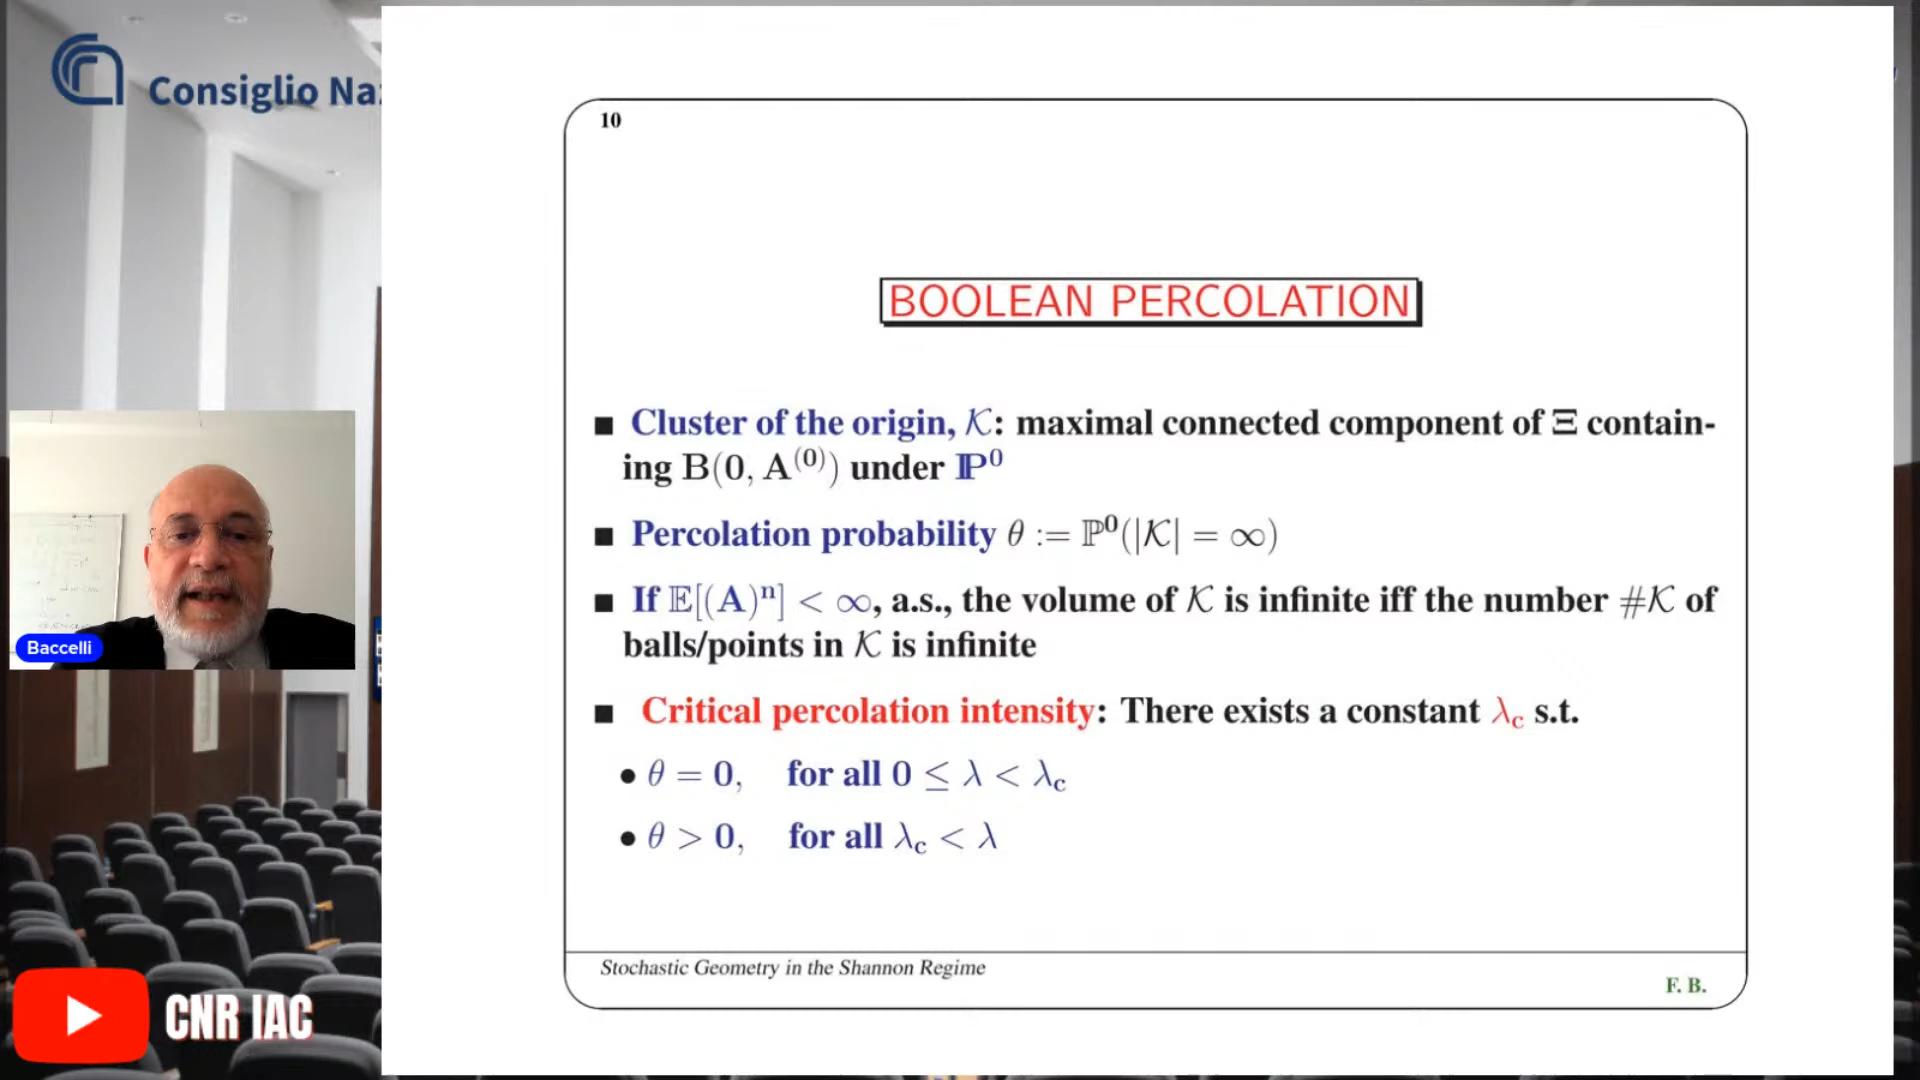 Consiglio Na
10
BOOLEAN PERCOLATION
■ Cluster of the origin, 𝒦: maximal connected component of Ξ contain-
ing B(0, A⁽⁰⁾) under ℙ⁰
■ Percolation probability θ := ℙ⁰(|𝒦| = ∞)
■ If 𝔼[(A)ⁿ] < ∞, a.s., the volume of 𝒦 is infinite iff the number #𝒦 of
balls/points in 𝒦 is infinite
■ Critical percolation intensity: There exists a constant λ_c s.t.
● θ = 0, for all 0 ≤ λ < λ_c
● θ > 0, for all λ_c < λ
Stochastic Geometry in the Shannon Regime
F. B.
Baccelli
CNR IAC